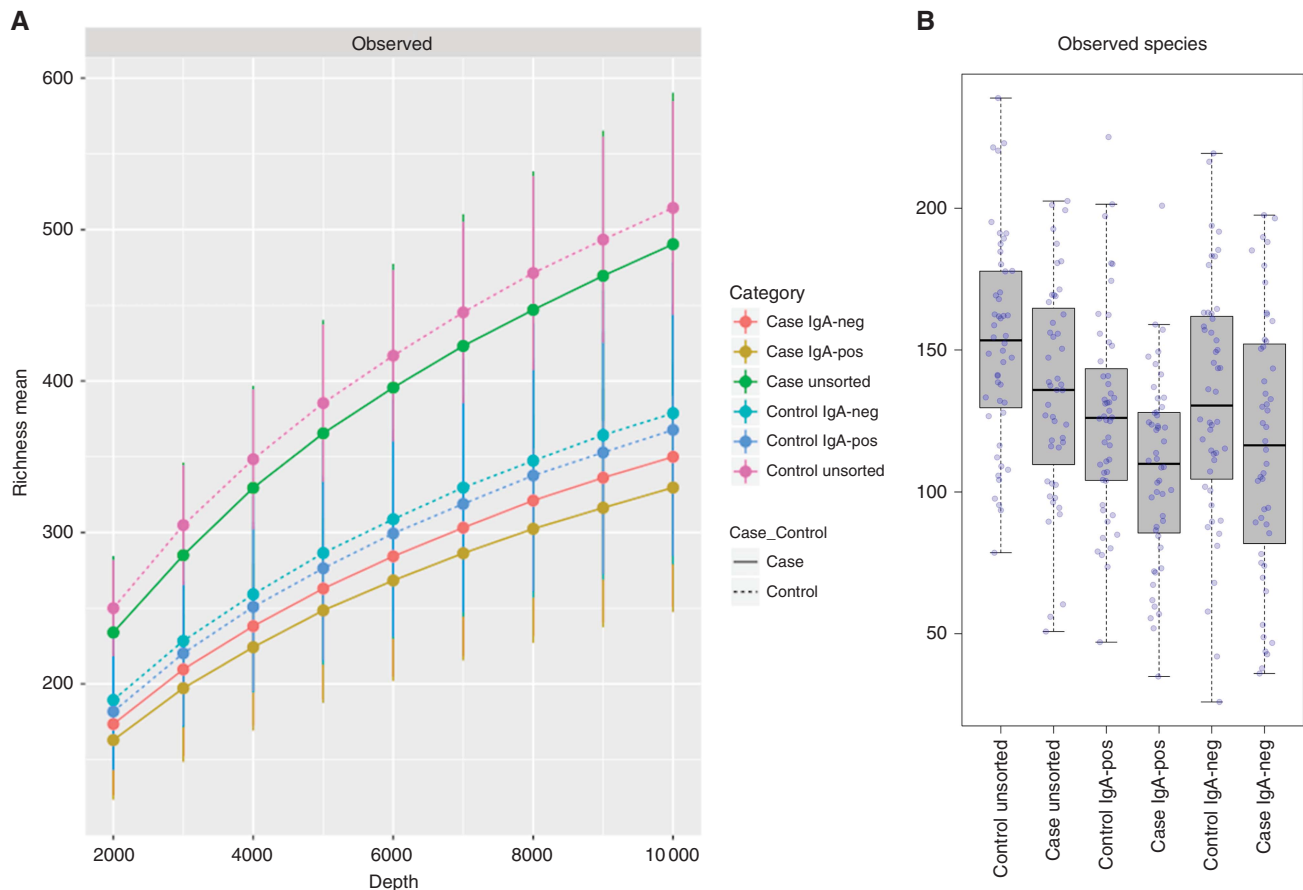 A
Observed
600
500
400
300
200
Richness mean
2000
4000
6000
8000
10 000
Depth
Category
Case IgA-neg
Case IgA-pos
Case unsorted
Control IgA-neg
Control IgA-pos
Control unsorted
Case_Control
Case
Control
B
Observed species
200
150
100
50
Control unsorted
Case unsorted
Control IgA-pos
Case IgA-pos
Control IgA-neg
Case IgA-neg